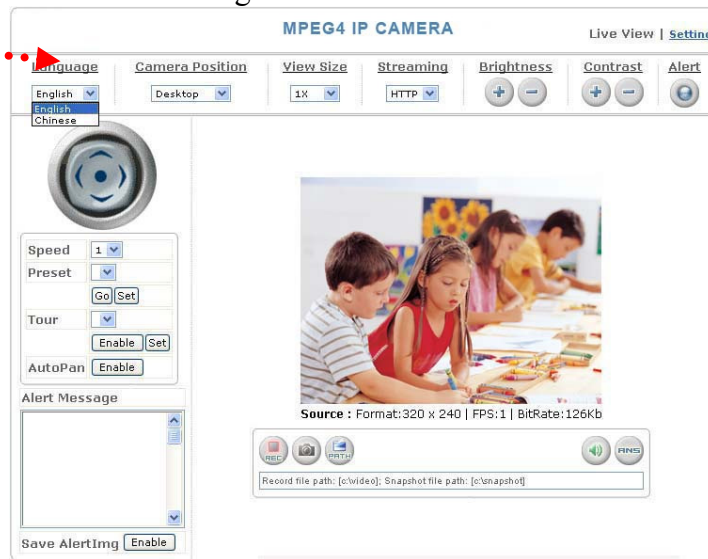 MPEG4 IP CAMERA
Live View | Setting
Language Camera Position View Size Streaming Brightness Contrast Alert
English Desktop 1X HTTP + - + -
English
Chinese
Speed 1
Preset
Go Set
Tour
Enable Set
AutoPan Enable
Alert Message
Source : Format:320 x 240 | FPS:1 | BitRate:126Kb
REC PATH ANS
Record file path: [c:\video]; Snapshot file path: [c:\snapshot]
Save AlertImg Enable